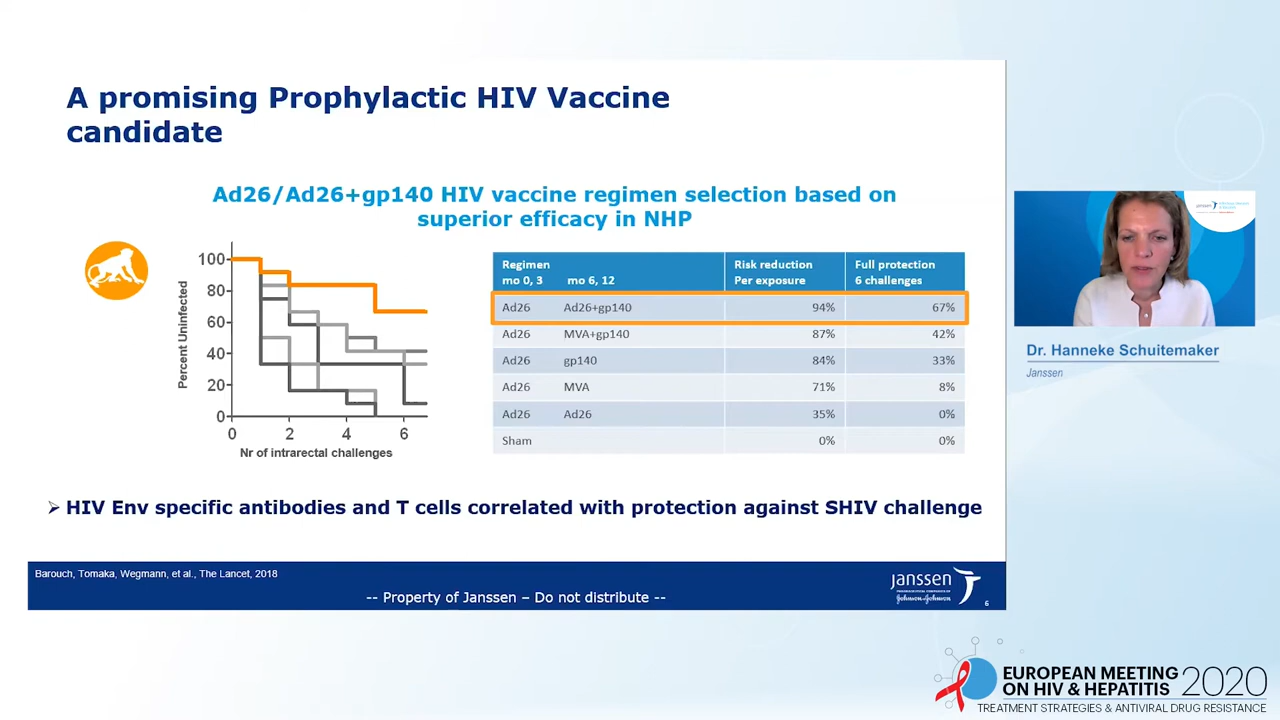 A promising Prophylactic HIV Vaccine
candidate
Ad26/Ad26+gp140 HIV vaccine regimen selection based on
superior efficacy in NHP
Percent Uninfected
100
80
60
40
20
0
0 2 4 6
Nr of intrarectal challenges
Regimen Risk reduction Full protection
mo 0, 3 mo 6, 12 Per exposure 6 challenges
Ad26 Ad26+gp140 94% 67%
Ad26 MVA+gp140 87% 42%
Ad26 gp140 84% 33%
Ad26 MVA 71% 8%
Ad26 Ad26 35% 0%
Sham 0% 0%
➢ HIV Env specific antibodies and T cells correlated with protection against SHIV challenge
Barouch, Tomaka, Wegmann, et al., The Lancet, 2018
-- Property of Janssen – Do not distribute --
janssen
PHARMACEUTICAL COMPANIES OF
Johnson & Johnson
6
janssen
Dr. Hanneke Schuitemaker
Janssen
EUROPEAN MEETING
ON HIV & HEPATITIS 2020
TREATMENT STRATEGIES & ANTIVIRAL DRUG RESISTANCE